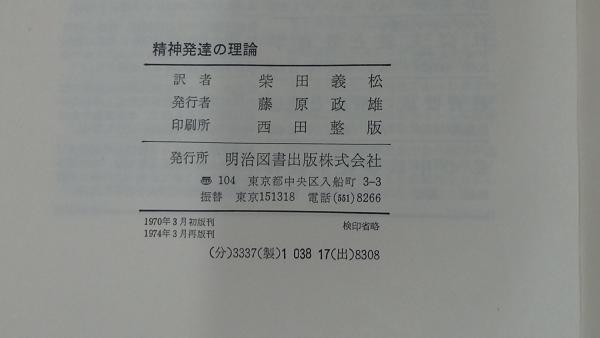 精神発達の理論
訳者 柴田義松
発行者 藤原政雄
印刷所 西田整版
発行所 明治図書出版株式会社
〠 104 東京都中央区入船町 3-3
振替 東京151318 電話(551)8266
1970年3月初版刊
1974年3月再版刊
検印省略
(分)3337(製)1 038 17(出)8308